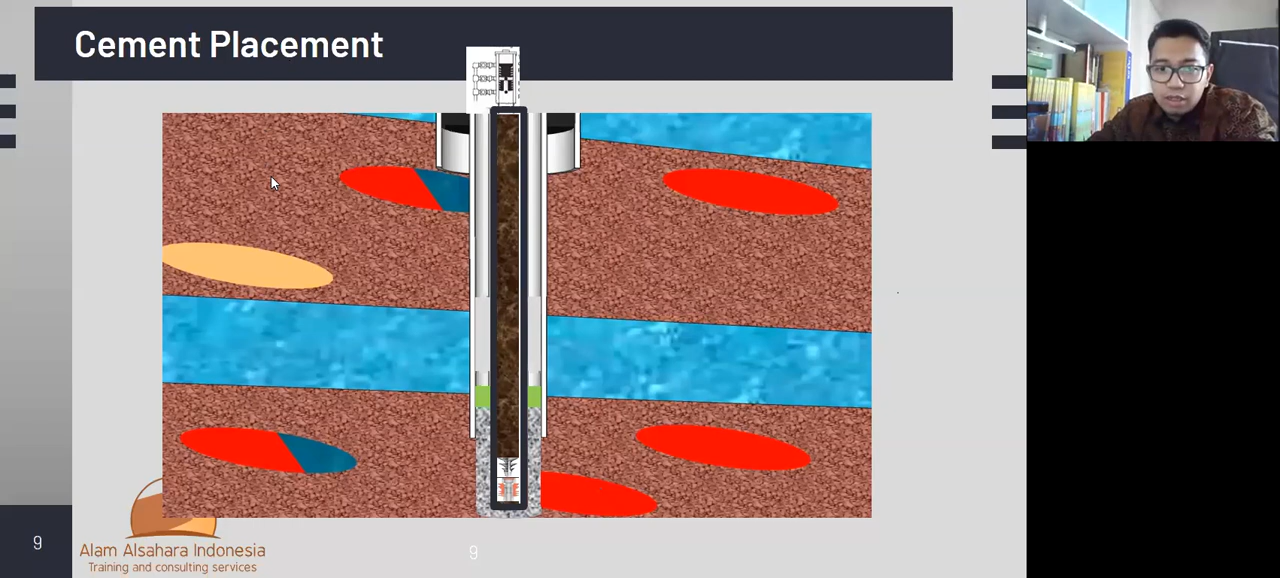 Cement Placement
9
9
Alam Alsahara Indonesia
Training and consulting services